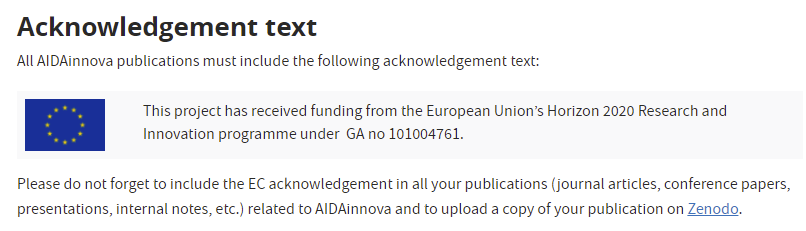 Acknowledgement text
All AIDAinnova publications must include the following acknowledgement text:
This project has received funding from the European Union’s Horizon 2020 Research and
Innovation programme under  GA no 101004761.
Please do not forget to include the EC acknowledgement in all your publications (journal articles, conference papers,
presentations, internal notes, etc.) related to AIDAinnova and to upload a copy of your publication on Zenodo.